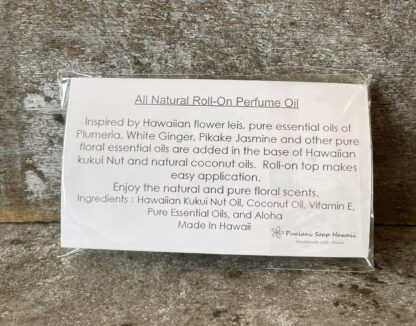 All Natural Roll-On Perfume Oil
Inspired by Hawaiian flower leis, pure essential oils of
Plumeria, White Ginger, Pikake Jasmine and other pure
floral essential oils are added in the base of Hawaiian
kukui Nut and natural coconut oils. Roll-on top makes
easy application.
Enjoy the natural and pure floral scents.
Ingredients : Hawaiian Kukui Nut Oil, Coconut Oil, Vitamin E,
Pure Essential Oils, and Aloha
Made In Hawaii
Pualani Soap Hawaii
Handmade with Aloha